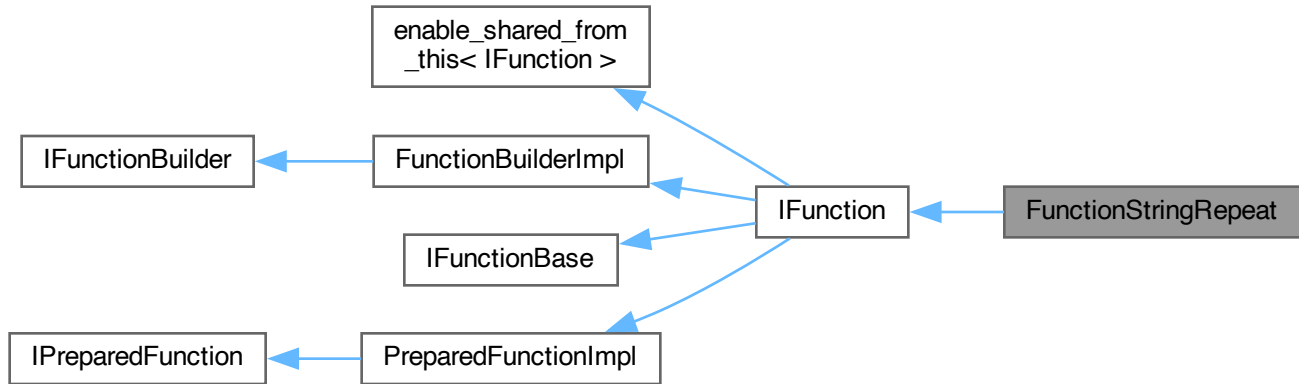 enable_shared_from
_this< IFunction >
IFunctionBuilder
FunctionBuilderImpl
IFunction
FunctionStringRepeat
IFunctionBase
IPreparedFunction
PreparedFunctionImpl